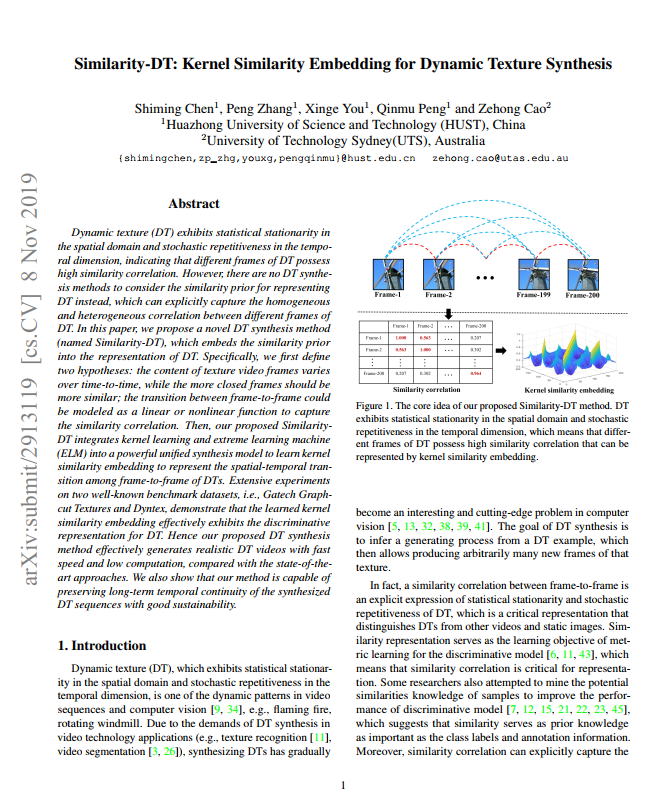 Similarity-DT: Kernel Similarity Embedding for Dynamic Texture Synthesis
Shiming Chen1, Peng Zhang1, Xinge You1, Qinmu Peng1 and Zehong Cao2
1Huazhong University of Science and Technology (HUST), China
2University of Technology Sydney(UTS), Australia
{shimingchen,zp_zhg,youxg,pengqinmu}@hust.edu.cn zehong.cao@utas.edu.au
arXiv:submit/2913119 [cs.CV] 8 Nov 2019
Abstract
Dynamic texture (DT) exhibits statistical stationarity in
the spatial domain and stochastic repetitiveness in the tempo-
ral dimension, indicating that different frames of DT possess
high similarity correlation. However, there are no DT synthe-
sis methods to consider the similarity prior for representing
DT instead, which can explicitly capture the homogeneous
and heterogeneous correlation between different frames of
DT. In this paper, we propose a novel DT synthesis method
(named Similarity-DT), which embeds the similarity prior
into the representation of DT. Specifically, we first define
two hypotheses: the content of texture video frames varies
over time-to-time, while the more closed frames should be
more similar; the transition between frame-to-frame could
be modeled as a linear or nonlinear function to capture
the similarity correlation. Then, our proposed Similarity-
DT integrates kernel learning and extreme learning machine
(ELM) into a powerful unified synthesis model to learn kernel
similarity embedding to represent the spatial-temporal tran-
sition among frame-to-frame of DTs. Extensive experiments
on two well-known benchmark datasets, i.e., Gatech Graph-
cut Textures and Dyntex, demonstrate that the learned kernel
similarity embedding effectively exhibits the discriminative
representation for DT. Hence our proposed DT synthesis
method effectively generates realistic DT videos with fast
speed and low computation, compared with the state-of-the-
art approaches. We also show that our method is capable of
preserving long-term temporal continuity of the synthesized
DT sequences with good sustainability.
1. Introduction
Dynamic texture (DT), which exhibits statistical stationar-
ity in the spatial domain and stochastic repetitiveness in the
temporal dimension, is one of the dynamic patterns in video
sequences and computer vision [9, 34], e.g., flaming fire,
rotating windmill. Due to the demands of DT synthesis in
video technology applications (e.g., texture recognition [11],
video segmentation [3, 26]), synthesizing DTs has gradually
Frame-1 Frame-2 ••• Frame-199 Frame-200
Frame-1 Frame-2 ••• Frame-200
Frame-1 1.000 0.563 ••• 0.207
Frame-2 0.563 1.000 ••• 0.302
Frame-200 0.207 0.302 ••• 0.964
Similarity correlation
Kernel similarity embedding
Figure 1. The core idea of our proposed Similarity-DT method. DT
exhibits statistical stationarity in the spatial domain and stochastic
repetitiveness in the temporal dimension, which means that differ-
ent frames of DT possess high similarity correlation that can be
represented by kernel similarity embedding.
become an interesting and cutting-edge problem in computer
vision [5, 13, 32, 38, 39, 41]. The goal of DT synthesis is
to infer a generating process from a DT example, which
then allows producing arbitrarily many new frames of that
texture.
In fact, a similarity correlation between frame-to-frame is
an explicit expression of statistical stationarity and stochastic
repetitiveness of DT, which is a critical representation that
distinguishes DTs from other videos and static images. Sim-
ilarity representation serves as the learning objective of met-
ric learning for the discriminative model [6, 11, 43], which
means that similarity correlation is critical for representa-
tion. Some researchers also attempted to mine the potential
similarities knowledge of samples to improve the perfor-
mance of discriminative model [7, 12, 15, 21, 22, 23, 45],
which suggests that similarity serves as prior knowledge
as important as the class labels and annotation information.
Moreover, similarity correlation can explicitly capture the
1